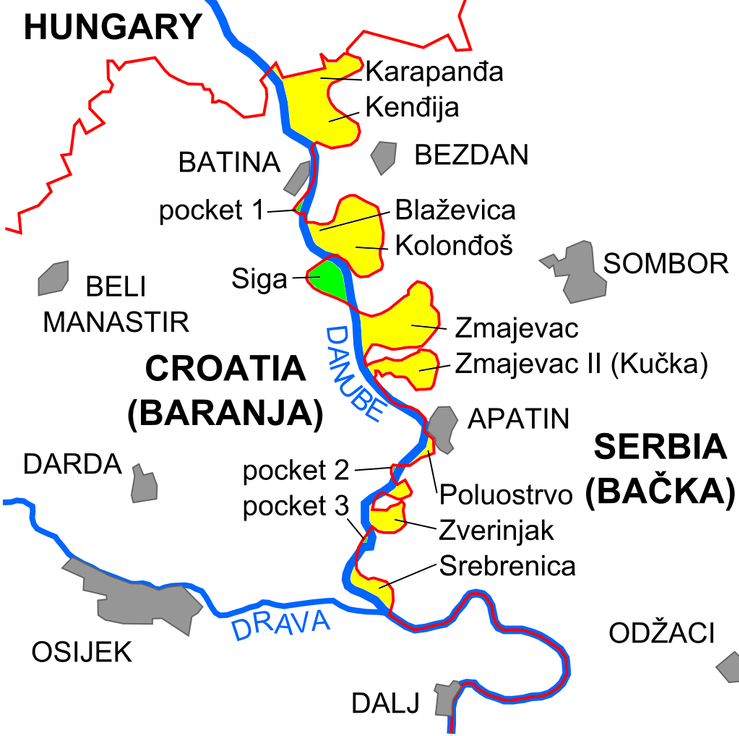 HUNGARY
Karapanđa
Kenđija
BATINA
BEZDAN
pocket 1
Blaževica
Kolonđoš
Siga
SOMBOR
BELI
MANASTIR
Zmajevac
DANUBE
Zmajevac II (Kučka)
CROATIA
(BARANJA)
APATIN
SERBIA
(BAČKA)
DARDA
pocket 2
Poluostrvo
pocket 3
Zverinjak
Srebrenica
DRAVA
ODŽACI
OSIJEK
DALJ